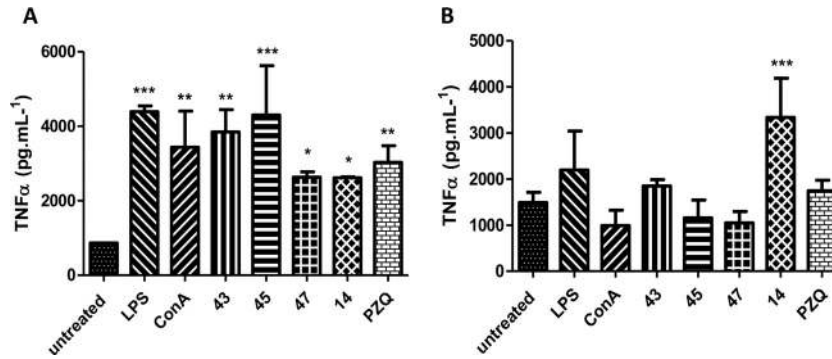 A
TNFα (pg.mL-1)
6000
4000
2000
0
***
**
**
***
*
*
**
untreated
LPS
ConA
43
45
47
14
PZQ
B
TNFα (pg.mL-1)
5000
4000
3000
2000
1000
0
***
untreated
LPS
ConA
43
45
47
14
PZQ